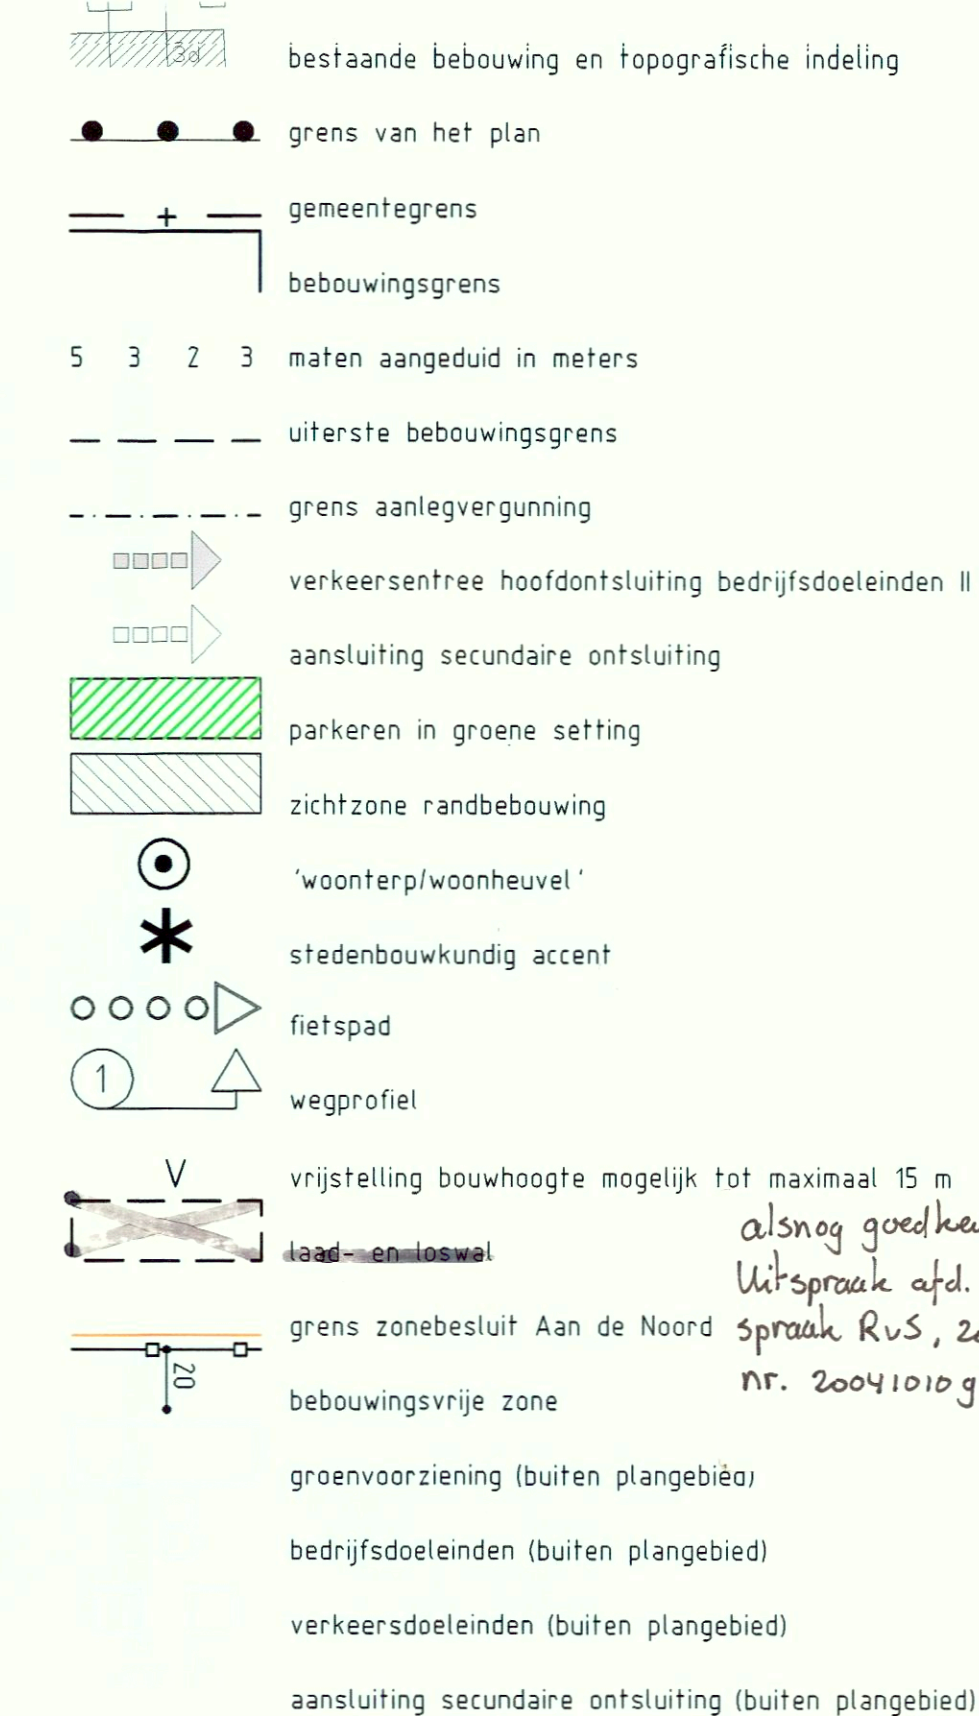 3d
bestaande bebouwing en topografische indeling
grens van het plan
+ gemeentegrens
bebouwingsgrens
5 3 2 3 maten aangeduid in meters
uiterste bebouwingsgrens
grens aanlegvergunning
verkeersentree hoofdontsluiting bedrijfsdoeleinden II
aansluiting secundaire ontsluiting
parkeren in groene setting
zichtzone randbebouwing
'woonterp/woonheuvel'
stedenbouwkundig accent
fietspad
1 wegprofiel
V vrijstelling bouwhoogte mogelijk tot maximaal 15 m
alsnog goedke
laad- en loswal
Uitspraak afd.
grens zonebesluit Aan de Noord
spraak RvS, 20
20
nr. 20041010g
bebouwingsvrije zone
groenvoorziening (buiten plangebied)
bedrijfsdoeleinden (buiten plangebied)
verkeersdoeleinden (buiten plangebied)
aansluiting secundaire ontsluiting (buiten plangebied)